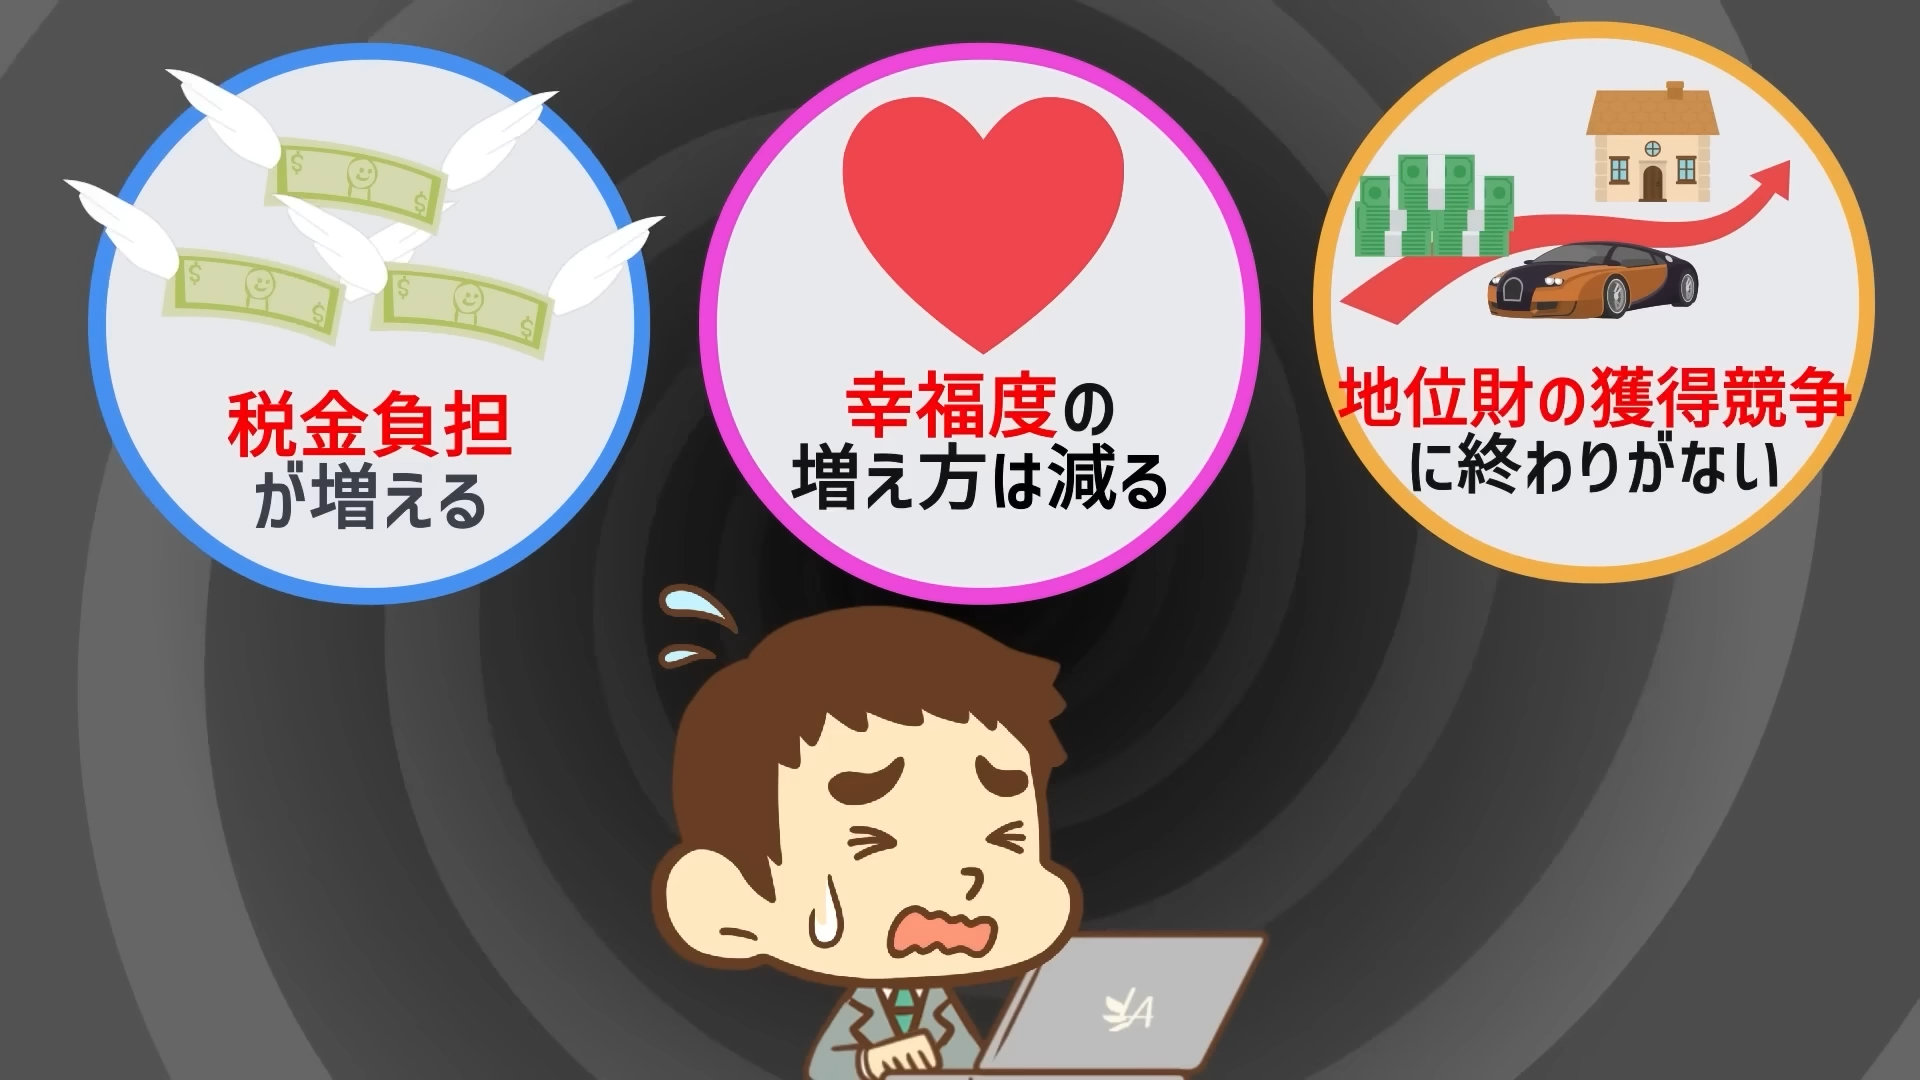 税金負担
が増える
幸福度の
増え方は減る
地位財の獲得競争
に終わりがない